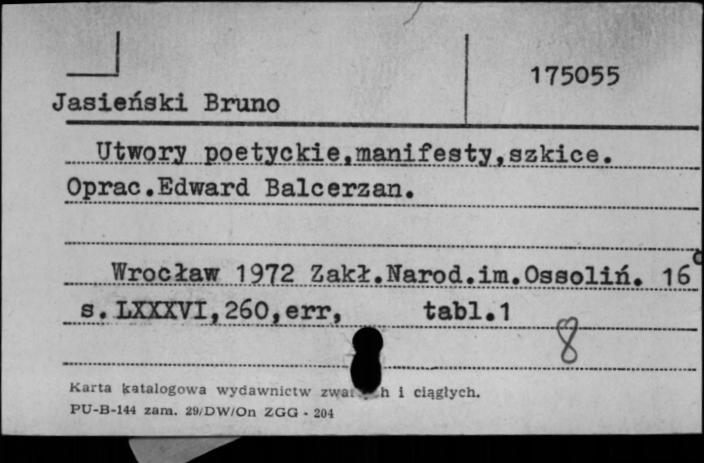 175055
Jasieński Bruno
Utwory poetyckie,manifesty,szkice.
Oprac.Edward Balcerzan.
Wrocław 1972 Zakł.Narod.im.Ossoliń. 16°
s.LXXXVI,260,err, tabl.1
8
Karta katalogowa wydawnictw i ciągłych.
PU-B-144 zam. 29/DW/On ZGG - 204